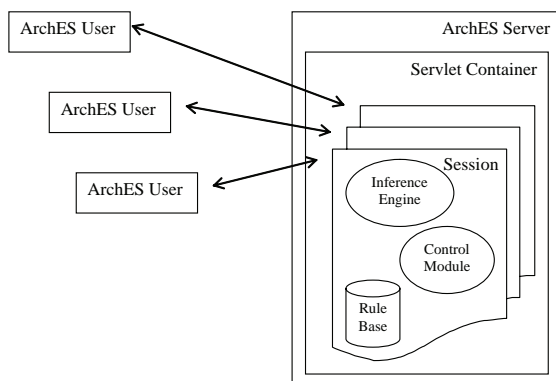 ArchES User
ArchES Server
Servlet Container
ArchES User
Session
ArchES User
Inference
Engine
Control
Module
Rule
Base